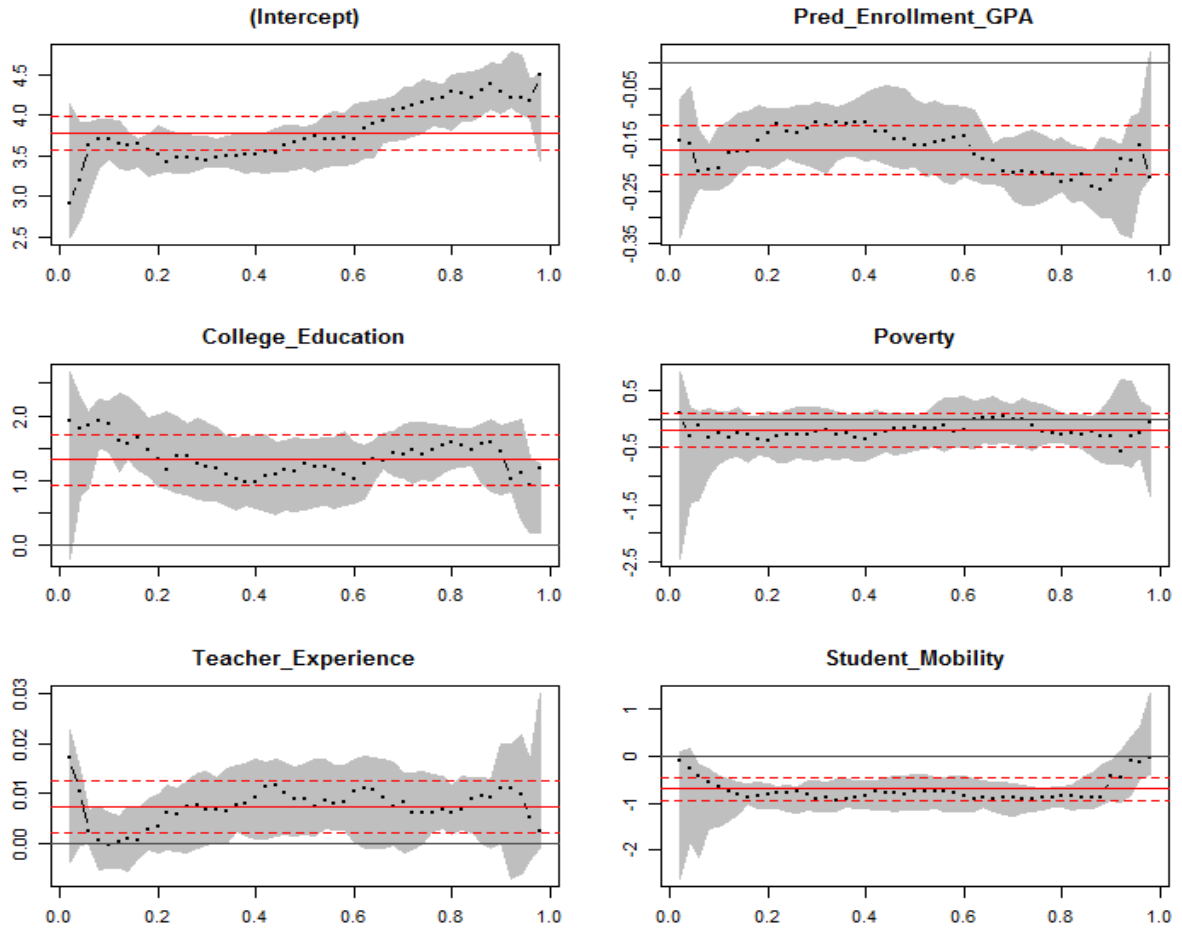 (Intercept)
2.5 3.0 3.5 4.0 4.5
0.0 0.2 0.4 0.6 0.8 1.0
Pred_Enrollment_GPA
-0.35 -0.25 -0.15 -0.05
0.0 0.2 0.4 0.6 0.8 1.0
College_Education
0.0 1.0 2.0
0.0 0.2 0.4 0.6 0.8 1.0
Poverty
-2.5 -1.5 -0.5 0.5
0.0 0.2 0.4 0.6 0.8 1.0
Teacher_Experience
0.00 0.01 0.02 0.03
0.0 0.2 0.4 0.6 0.8 1.0
Student_Mobility
-2 -1 0 1
0.0 0.2 0.4 0.6 0.8 1.0